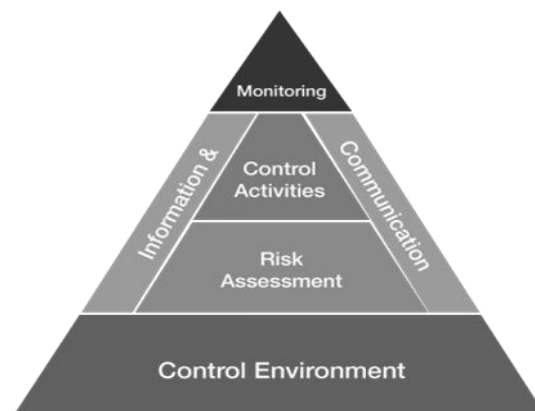 Monitoring
Information &
Communication
Control
Activities
Risk
Assessment
Control Environment